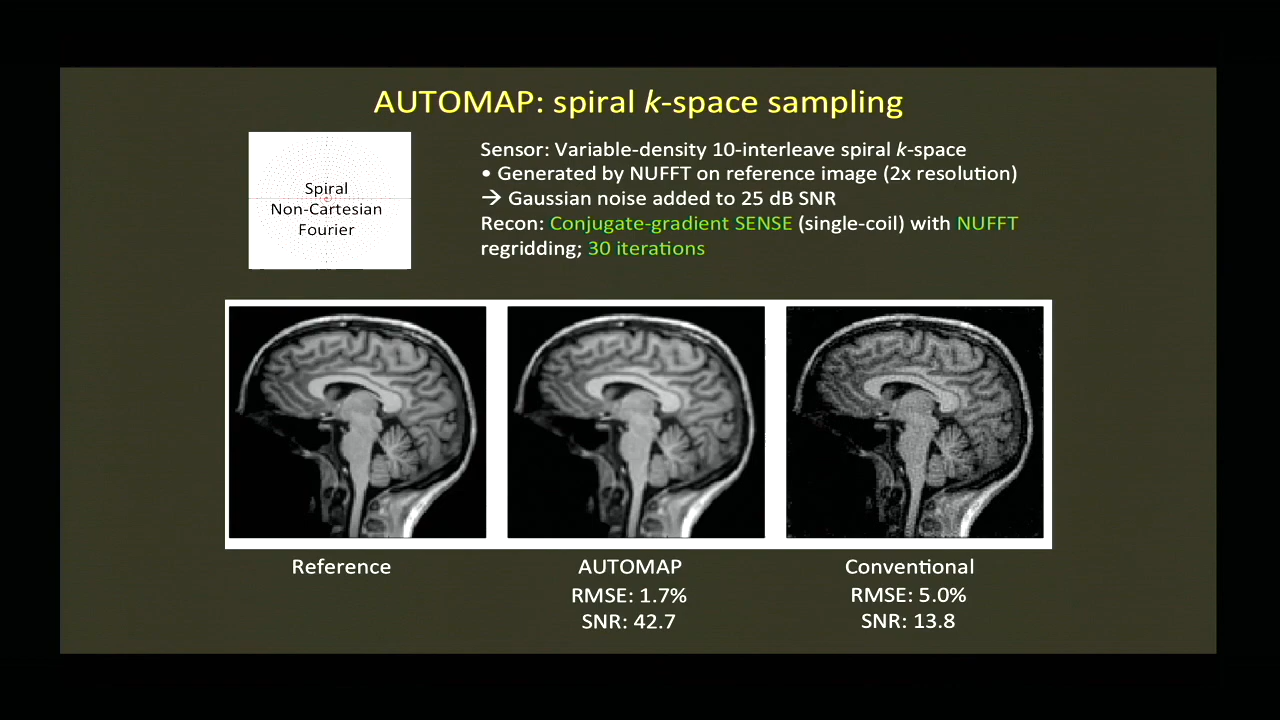 AUTOMAP: spiral k-space sampling
Spiral
Non-Cartesian
Fourier
Sensor: Variable-density 10-interleave spiral k-space
• Generated by NUFFT on reference image (2x resolution)
→ Gaussian noise added to 25 dB SNR
Recon: Conjugate-gradient SENSE (single-coil) with NUFFT
regridding; 30 iterations
Reference
AUTOMAP
RMSE: 1.7%
SNR: 42.7
Conventional
RMSE: 5.0%
SNR: 13.8